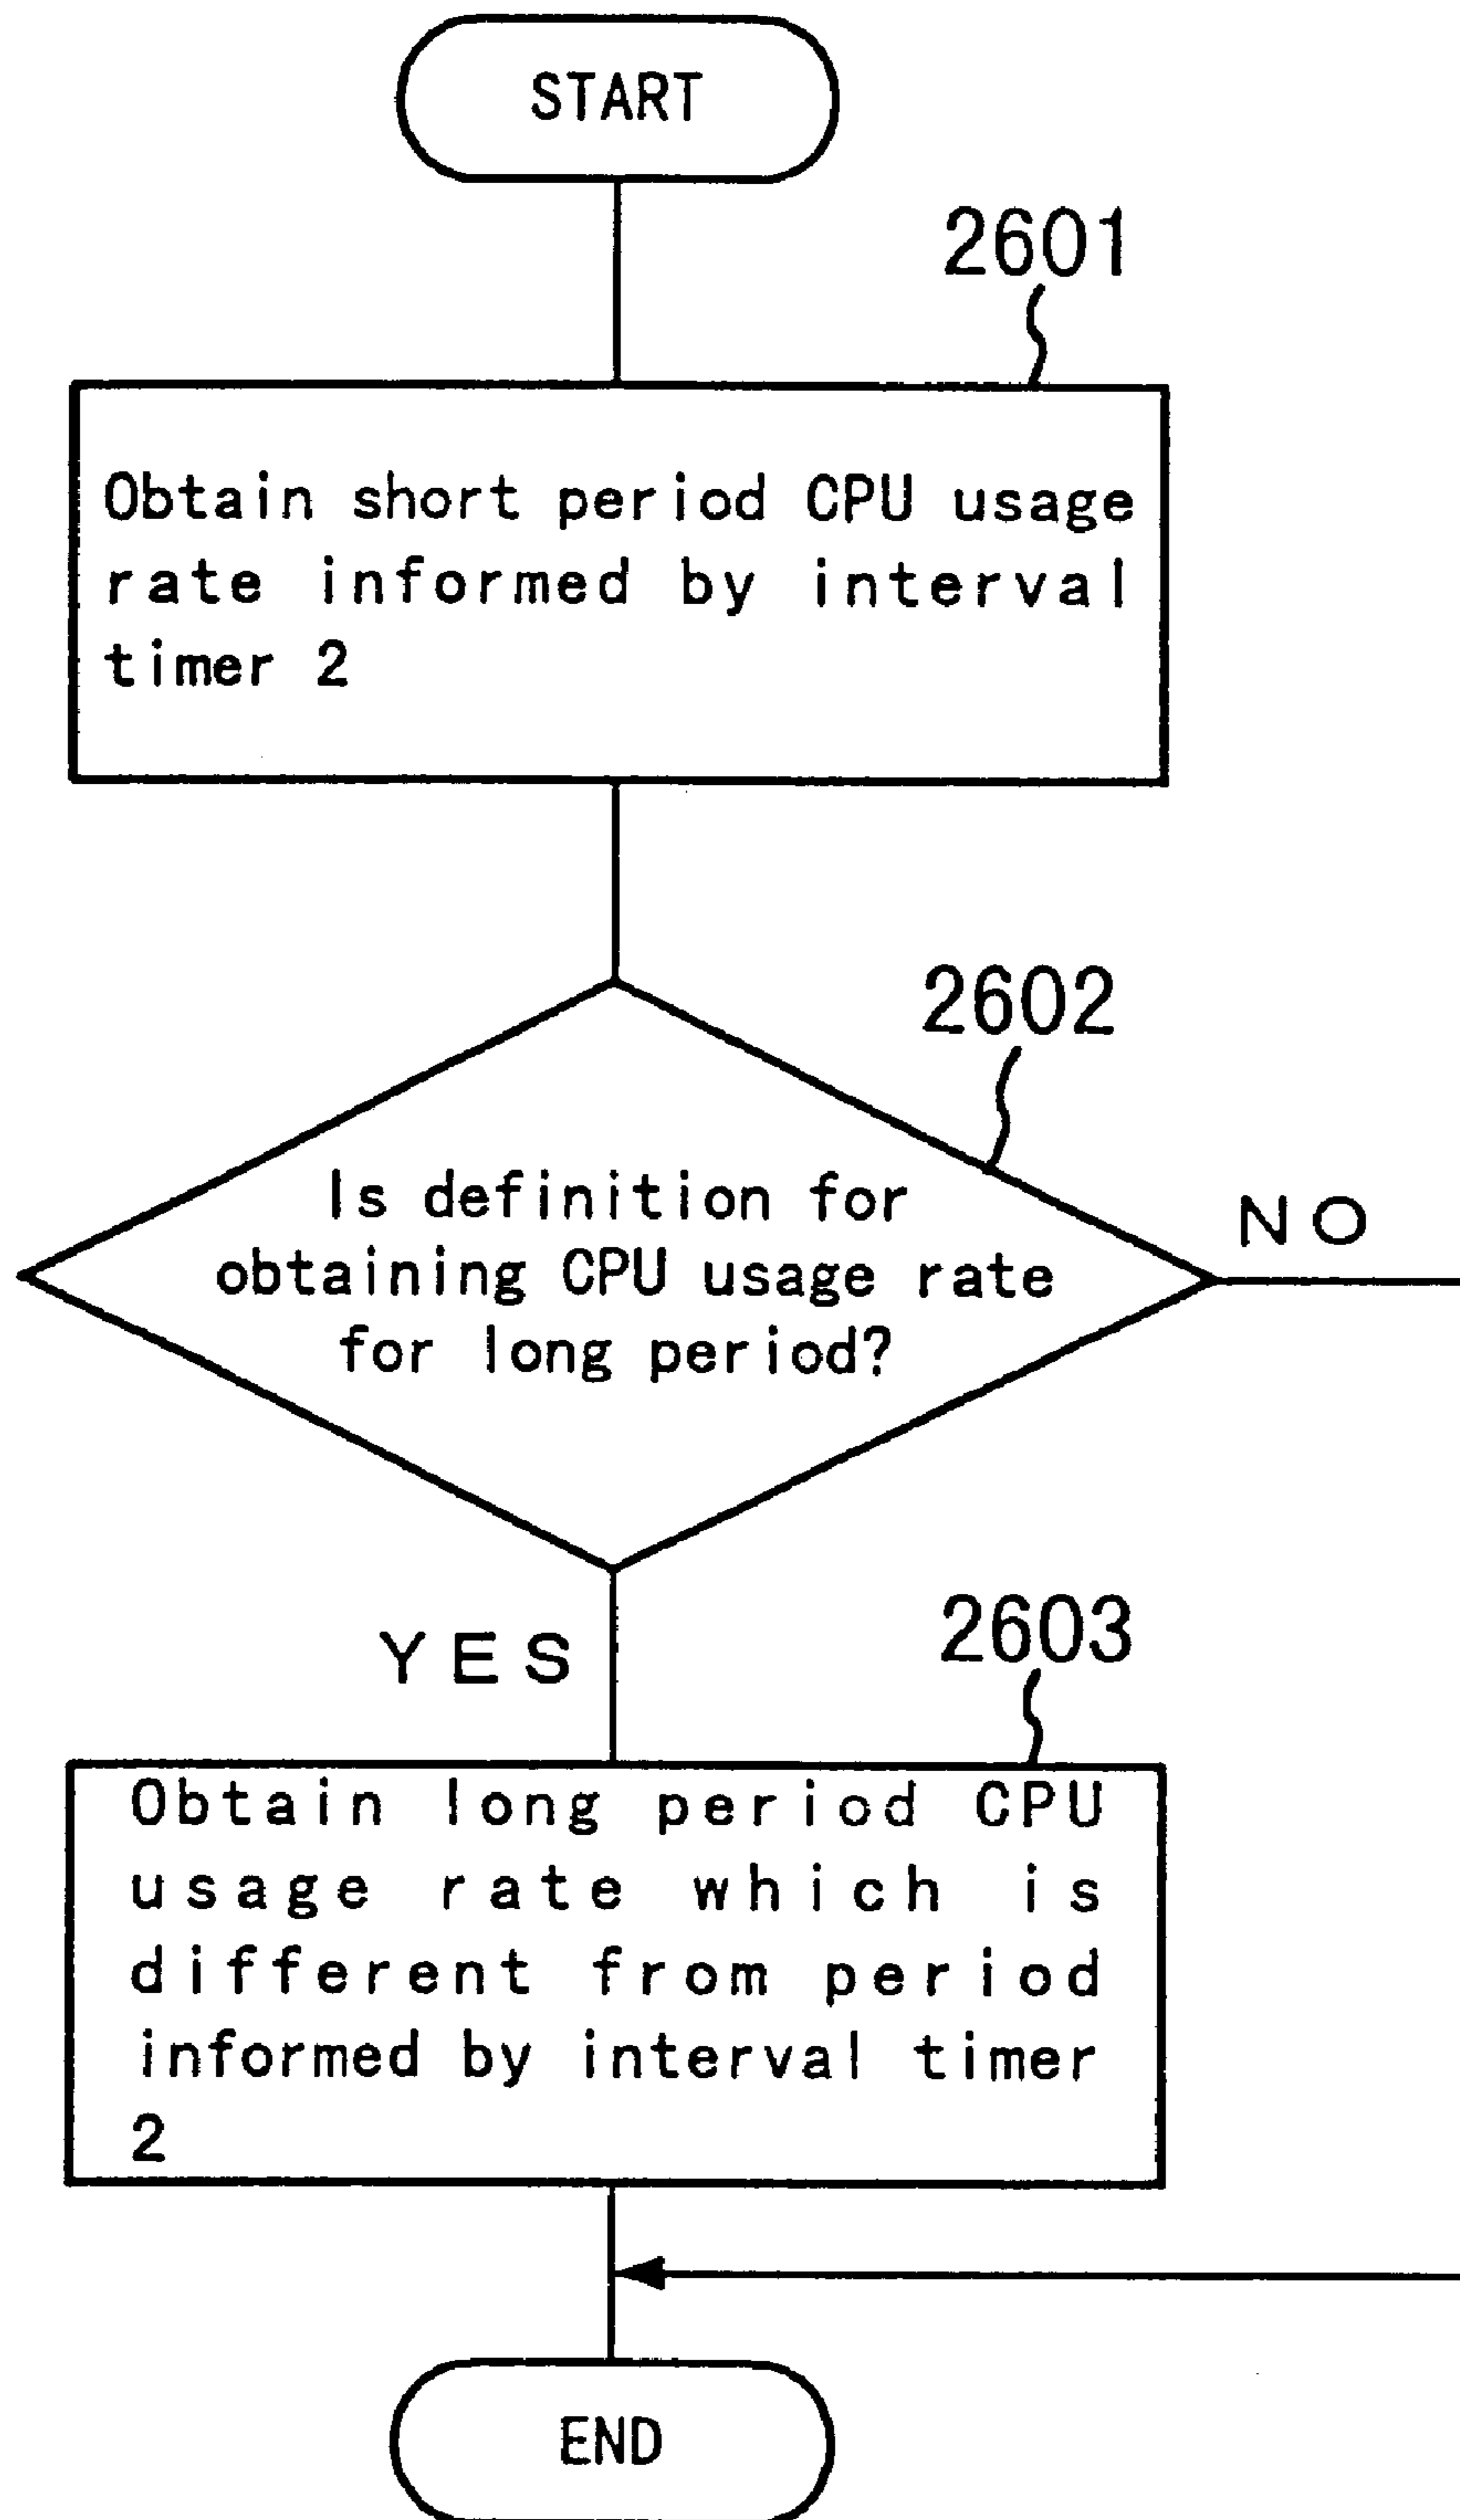 START
2601
Obtain short period CPU usage
rate informed by interval
timer 2
2602
Is definition for
obtaining CPU usage rate
for long period?
NO
YES
2603
Obtain long period CPU
usage rate which is
different from period
informed by interval timer
2
END